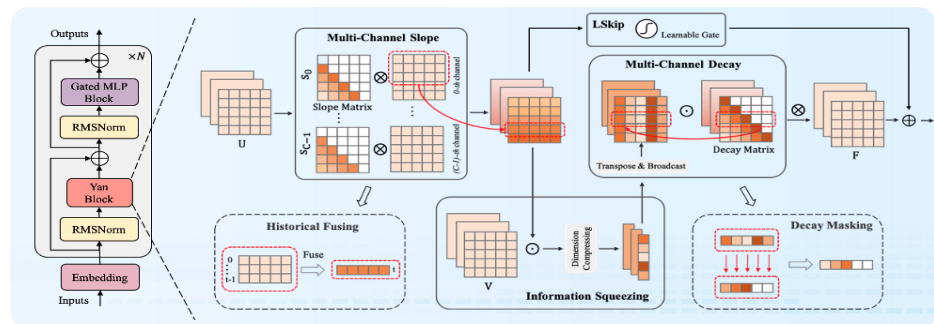 Outputs
×N
Gated MLP
Block
RMSNorm
Yan
Block
RMSNorm
Embedding
Inputs
U
Multi-Channel Slope
S0
Slope Matrix
0-th channel
SC−1
(C-1)-th channel
Historical Fusing
0
t-1
Fuse
t
LSkip
Learnable Gate
Multi-Channel Decay
Decay Matrix
Transpose & Broadcast
F
V
Dimension
Compressing
Information Squeezing
Decay Masking